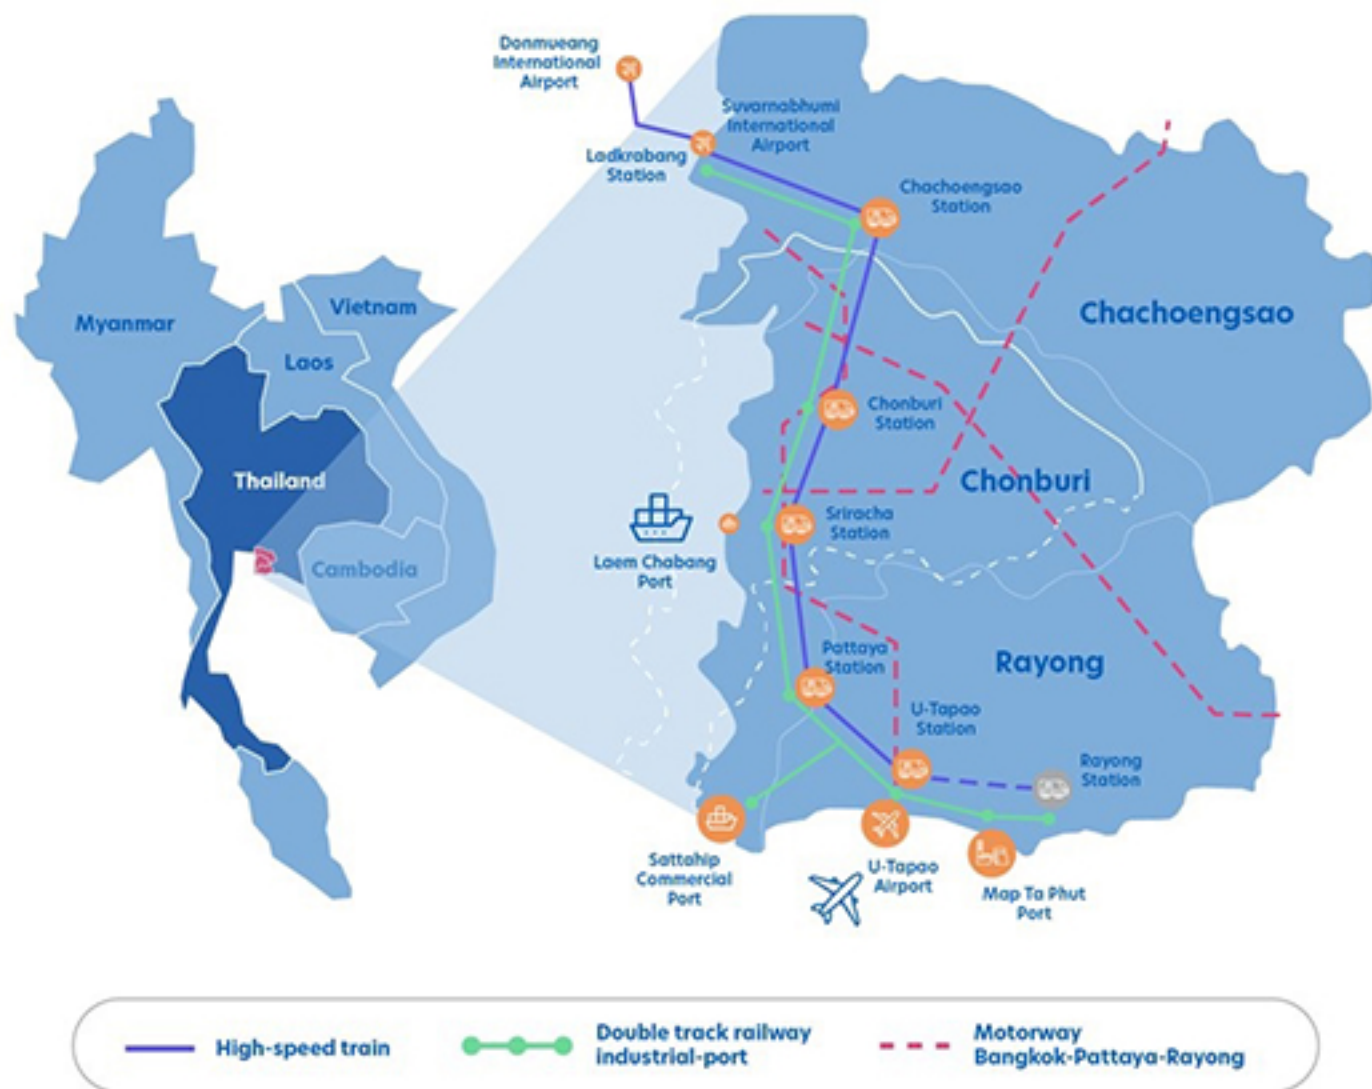 Donmueang
International
Airport
Suvarnabhumi
International
Airport
Ladkrabang
Station
Chachoengsao
Station
Myanmar
Vietnam
Laos
Thailand
Cambodia
Chachoengsao
Chonburi
Station
Chonburi
Sriracha
Station
Laem Chabang
Port
Pattaya
Station
Rayong
U-Tapao
Station
Rayong
Station
Sattahip
Commercial
Port
U-Tapao
Airport
Map Ta Phut
Port
High-speed train
Double track railway
industrial-port
Motorway
Bangkok-Pattaya-Rayong